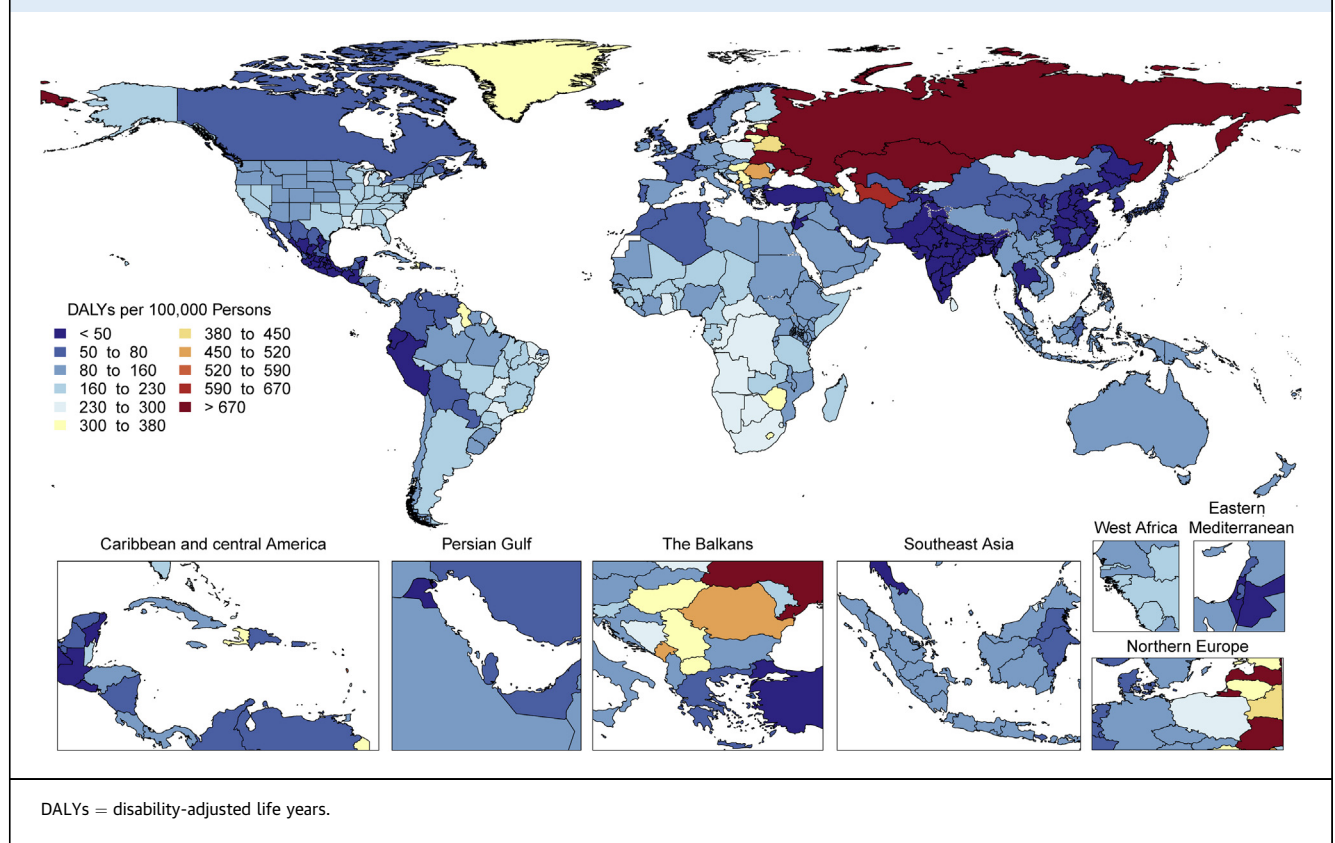 DALYs per 100,000 Persons
< 50
50 to 80
80 to 160
160 to 230
230 to 300
300 to 380
380 to 450
450 to 520
520 to 590
590 to 670
> 670
Caribbean and central America
Persian Gulf
The Balkans
Southeast Asia
West Africa
Eastern
Mediterranean
Northern Europe
DALYs = disability-adjusted life years.